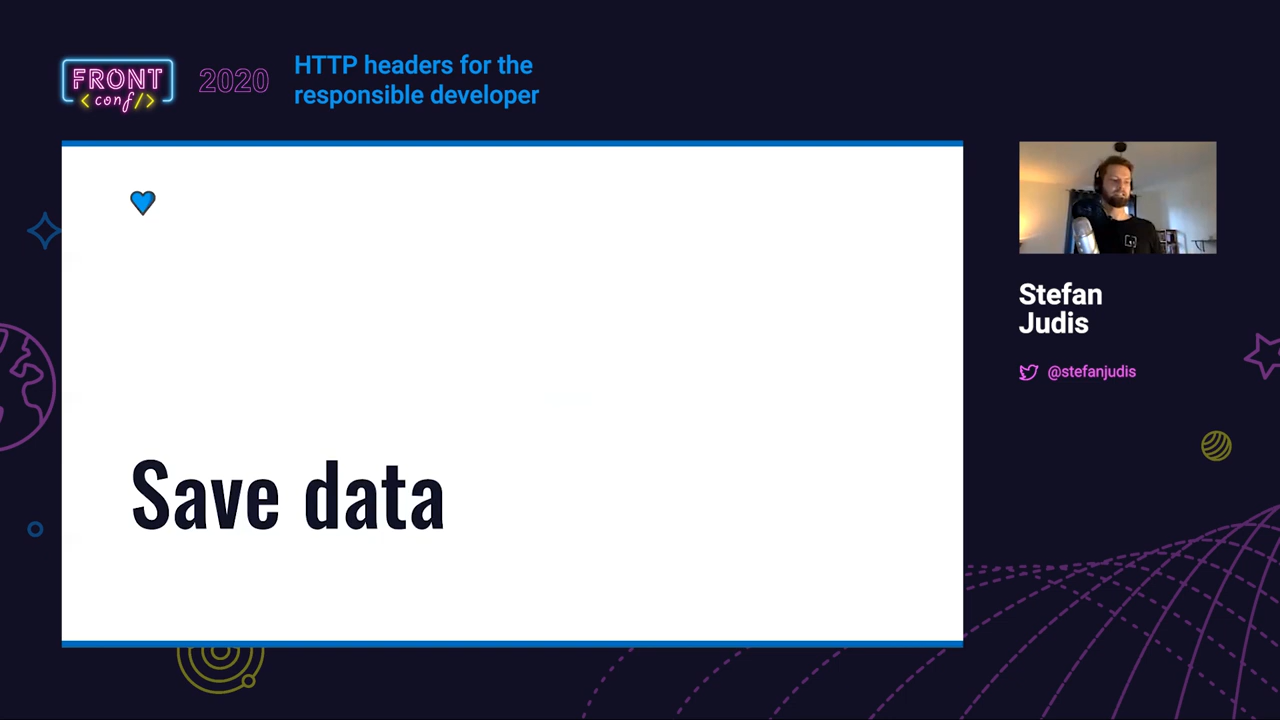 FRONT
<conf/>
2020
HTTP headers for the
responsible developer
Save data
Stefan
Judis
@stefanjudis